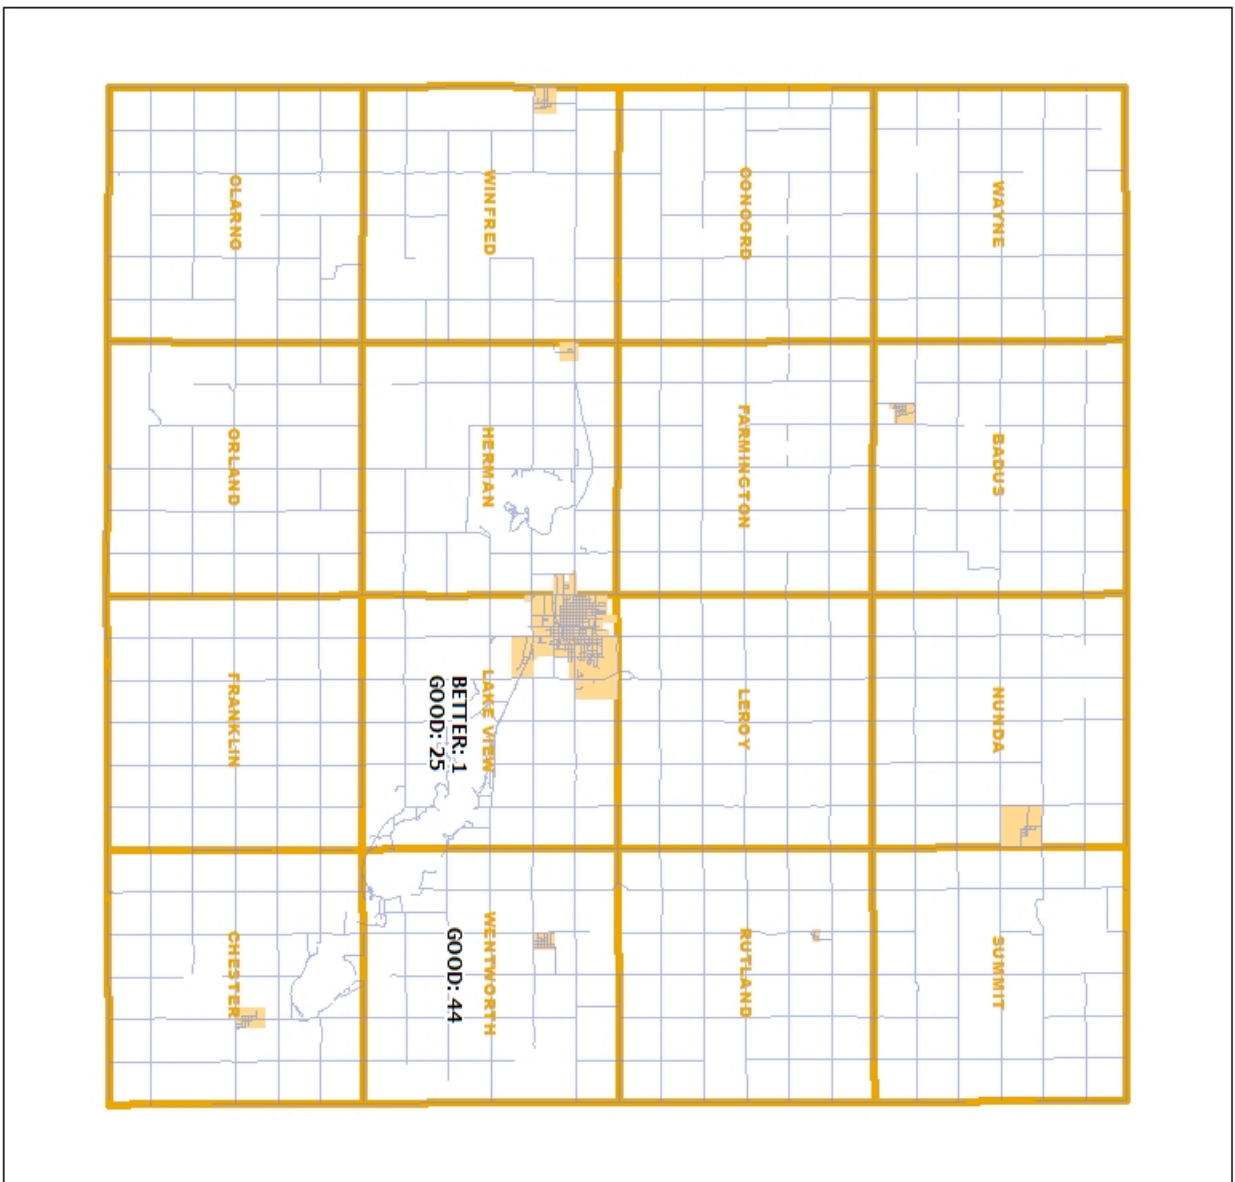 WAYNE
BADUS
NUNDA
SUMMIT
CONCORD
FARMINGTON
LEROY
RUTLAND
WINFRED
HERMAN
LAKE VIEW
BETTER: 1
GOOD: 25
WENTWORTH
GOOD: 44
CLARNO
ORLAND
FRANKLIN
CHESTER